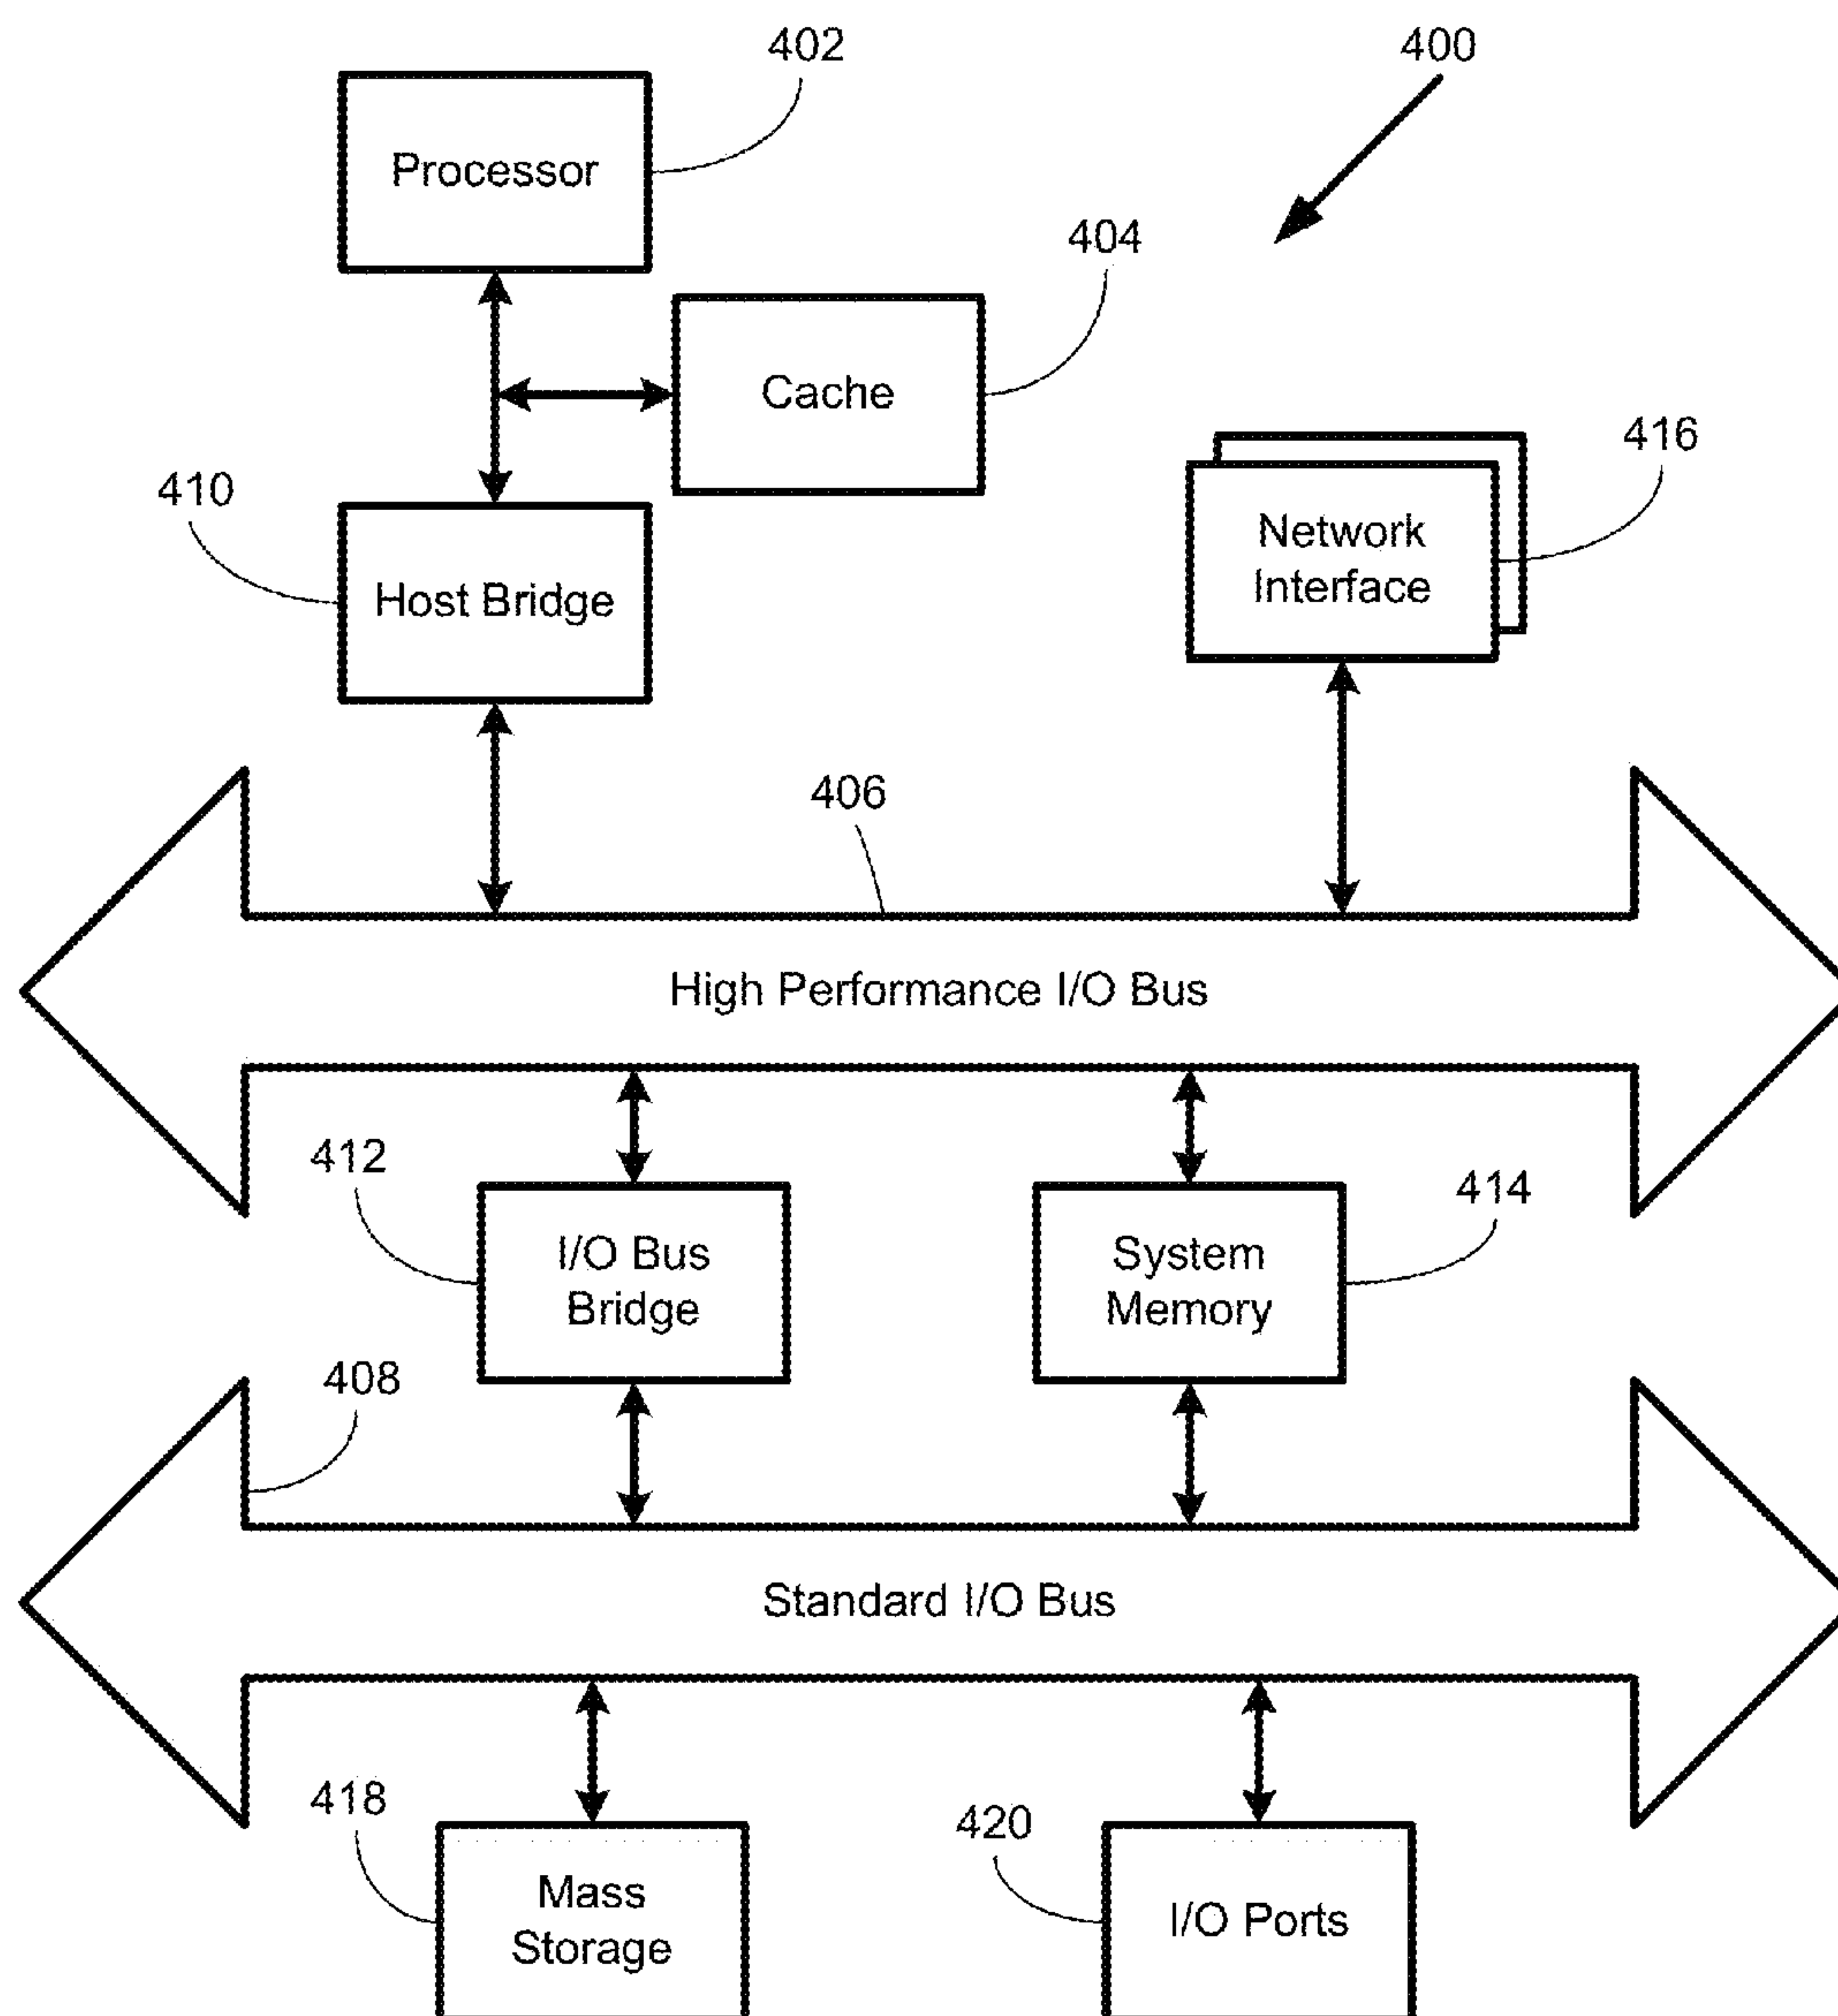 402
400
Processor
404
Cache
416
410
Network
Interface
Host Bridge
406
High Performance I/O Bus
412
414
I/O Bus
Bridge
System
Memory
408
Standard I/O Bus
418
420
Mass
Storage
I/O Ports